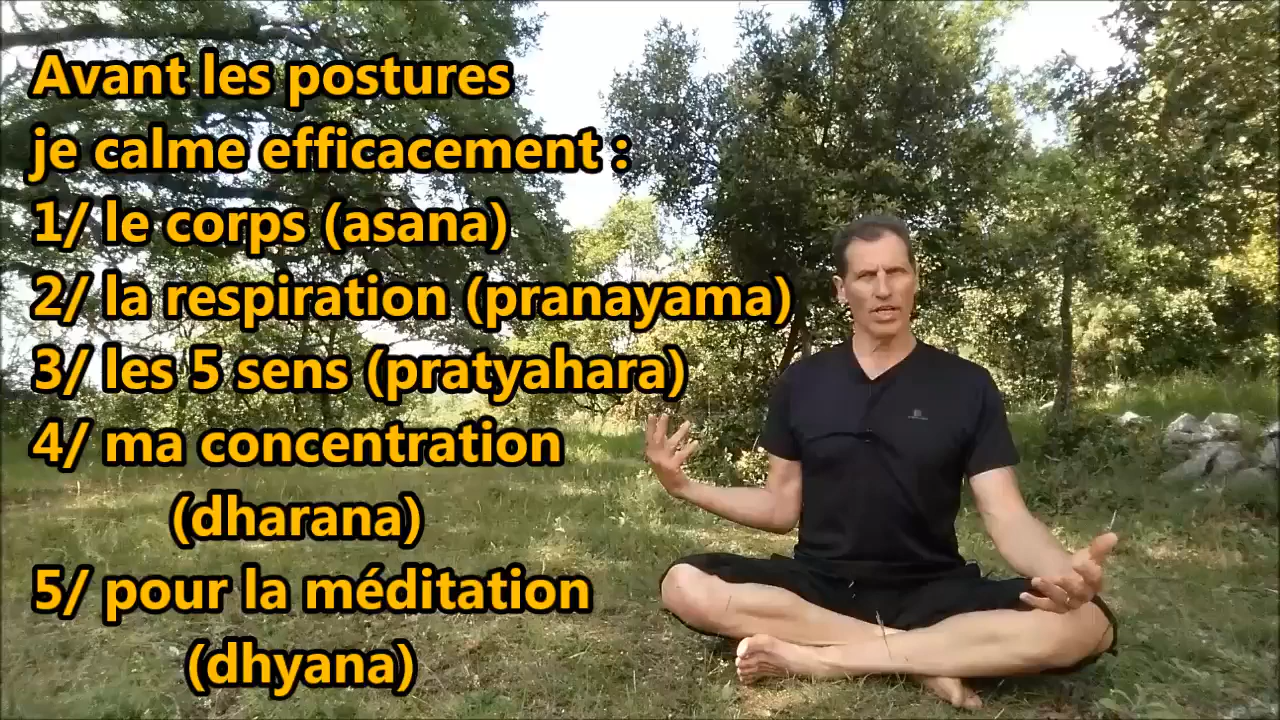 Avant les postures
je calme efficacement :
1/ le corps (asana)
2/ la respiration (pranayama)
3/ les 5 sens (pratyahara)
4/ ma concentration
(dharana)
5/ pour la méditation
(dhyana)